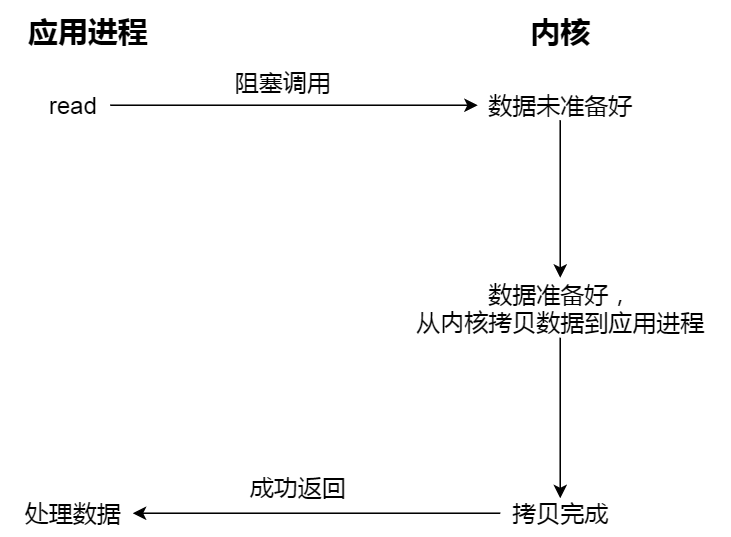 应用进程
内核
阻塞调用
read
数据未准备好
数据准备好，
从内核拷贝数据到应用进程
成功返回
处理数据
拷贝完成